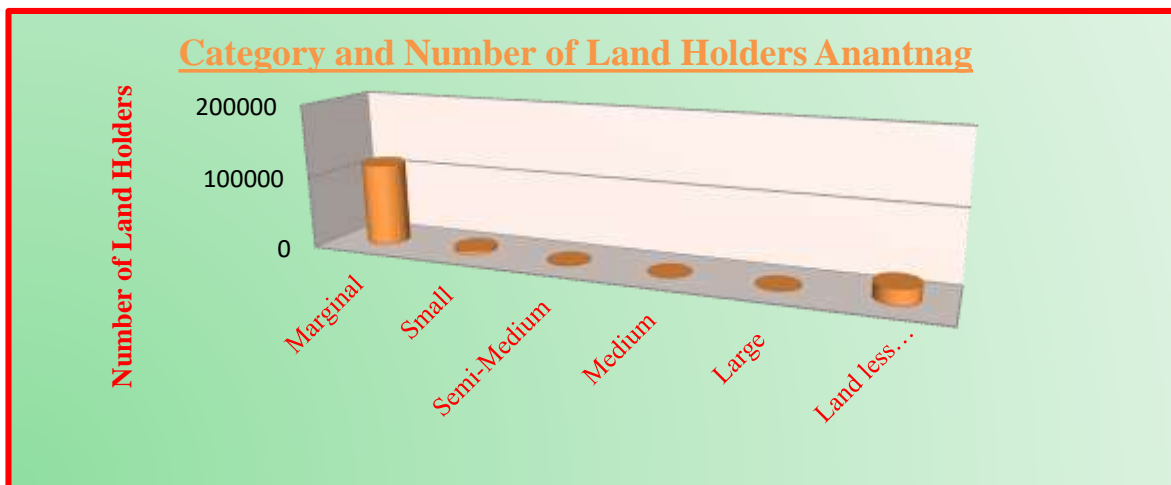 Category and Number of Land Holders Anantnag
Number of Land Holders
200000
100000
0
Marginal
Small
Semi-Medium
Medium
Large
Land less…